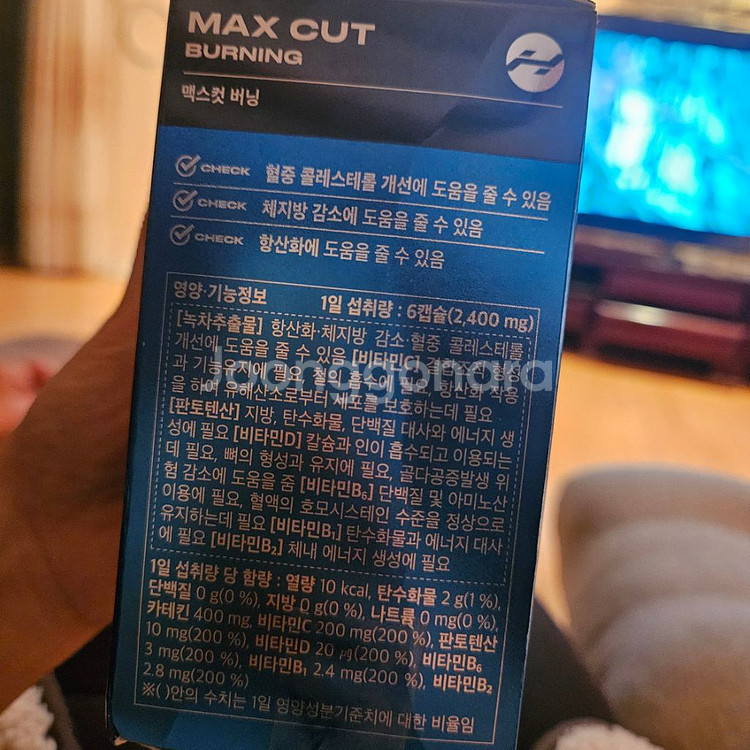 MAX CUT
BURNING
맥스컷 버닝
CHECK 혈중 콜레스테롤 개선에 도움을 줄 수 있음
CHECK 체지방 감소에 도움을 줄 수 있음
CHECK 항산화에 도움을 줄 수 있음
영양·기능정보 1일 섭취량 : 6캡슐(2,400 mg)
[녹차추출물] 항산화·체지방 감소·혈중 콜레스테롤
개선에 도움을 줄 수 있음 [비타민C]
과 기능유지에 필요, 철의 흡수에 필요, 항산화 작용
을 하여 유해산소로부터 세포를 보호하는데 필요
[판토텐산] 지방, 탄수화물, 단백질 대사와 에너지 생
성에 필요 [비타민D] 칼슘과 인이 흡수되고 이용되는
데 필요, 뼈의 형성과 유지에 필요, 골다공증발생 위
험 감소에 도움을 줌 [비타민B₆] 단백질 및 아미노산
이용에 필요, 혈액의 호모시스테인 수준을 정상으로
유지하는데 필요 [비타민B₁] 탄수화물과 에너지 대사
에 필요 [비타민B₂] 체내 에너지 생성에 필요
1일 섭취량 당 함량 : 열량 10 kcal, 탄수화물 2 g(1%),
단백질 0 g(0 %), 지방 0 g(0 %), 나트륨 0 mg(0 %),
카테킨 400 mg, 비타민C 200 mg(200 %), 판토텐산
10 mg(200 %), 비타민D 20 ㎍(200 %), 비타민B₆
3 mg(200 %), 비타민B₁ 2.4 mg(200 %), 비타민B₂
2.8 mg(200 %)
※( )안의 수치는 1일 영양성분기준치에 대한 비율임
Joonggonara